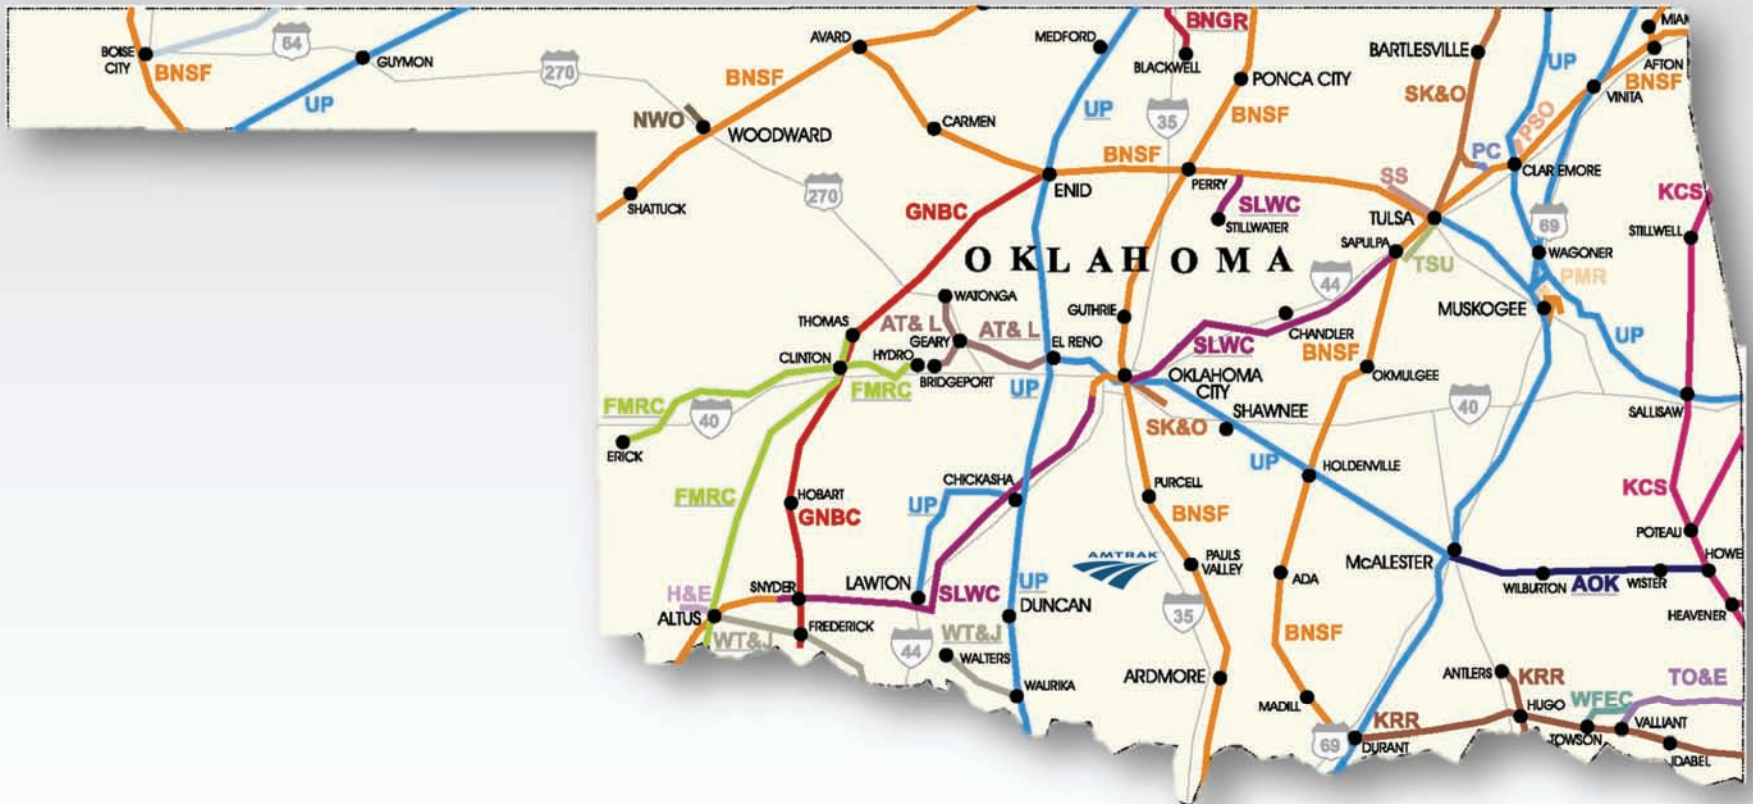 BOISE
CITY
BNSF
64
GUYMON
UP
270
NWO
WOODWARD
SHATTUCK
BNSF
AVARD
CARMEN
270
MEDFORD
UP
BNGR
BLACKWELL
35
PONCA CITY
BNSF
BNSF
ENID
PERRY
SLWC
STILLWATER
BARTLESVILLE
SK&O
UP
PSO
PC
CLAREMORE
VINITA
AFTON
BNSF
SS
TULSA
SAPULPA
TSU
69
WAGONER
PMR
MUSKOGEE
UP
KCS
STILLWELL
GNBC
OKLAHOMA
WATONGA
THOMAS
AT& L
GEARY
AT& L
GUTHRIE
EL RENO
44
CHANDLER
SLWC
BNSF
OKMULGEE
CLINTON
HYDRO
BRIDGEPORT
FMRC
FMRC
40
ERICK
UP
OKLAHOMA
CITY
SHAWNEE
SK&O
40
SALLISAW
UP
HOLDENVILLE
FMRC
HOBART
GNBC
CHICKASHA
UP
PURCELL
BNSF
KCS
POTEAU
AMTRAK
PAULS
VALLEY
McALESTER
HOWE
WILBURTON
AOK
WISTER
HEAVENER
H&E
ALTUS
SNYDER
LAWTON
SLWC
UP
DUNCAN
ADA
WT&J
FREDERICK
44
WT&J
WALTERS
WAURIKA
35
ARDMORE
BNSF
MADILL
ANTLERS
KRR
HUGO
WFEC
TO&E
VALLIANT
TOWSON
IDABEL
KRR
69
DURANT